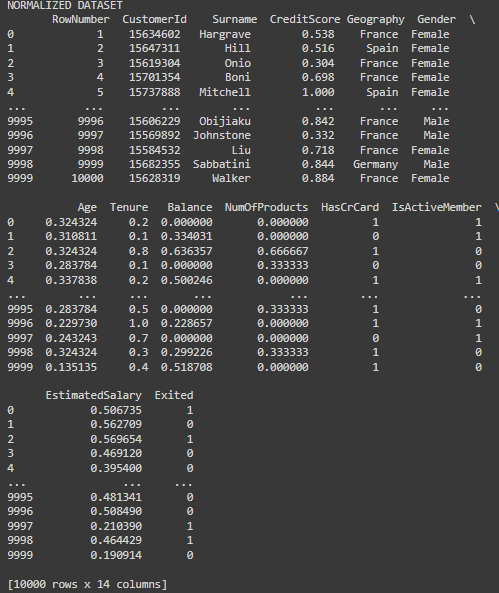 NORMALIZED DATASET
RowNumber CustomerId Surname CreditScore Geography Gender \
0 1 15634602 Hargrave 0.538 France Female
1 2 15647311 Hill 0.516 Spain Female
2 3 15619304 Onio 0.304 France Female
3 4 15701354 Boni 0.698 France Female
4 5 15737888 Mitchell 1.000 Spain Female
... ... ... ... ... ... ...
9995 9996 15606229 Obijiaku 0.842 France Male
9996 9997 15569892 Johnstone 0.332 France Male
9997 9998 15584532 Liu 0.718 France Female
9998 9999 15682355 Sabbatini 0.844 Germany Male
9999 10000 15628319 Walker 0.884 France Female
Age Tenure Balance NumOfProducts HasCrCard IsActiveMember \
0 0.324324 0.2 0.000000 0.000000 1 1
1 0.310811 0.1 0.334031 0.000000 0 1
2 0.324324 0.8 0.636357 0.666667 1 0
3 0.283784 0.1 0.000000 0.333333 0 0
4 0.337838 0.2 0.500246 0.000000 1 1
... ... ... ... ... ... ...
9995 0.283784 0.5 0.000000 0.333333 1 0
9996 0.229730 1.0 0.228657 0.000000 1 1
9997 0.243243 0.7 0.000000 0.000000 0 1
9998 0.324324 0.3 0.299226 0.333333 1 0
9999 0.135135 0.4 0.518708 0.000000 1 0
EstimatedSalary Exited
0 0.506735 1
1 0.562709 0
2 0.569654 1
3 0.469120 0
4 0.395400 0
... ... ...
9995 0.481341 0
9996 0.508490 0
9997 0.210390 1
9998 0.464429 1
9999 0.190914 0
[10000 rows x 14 columns]